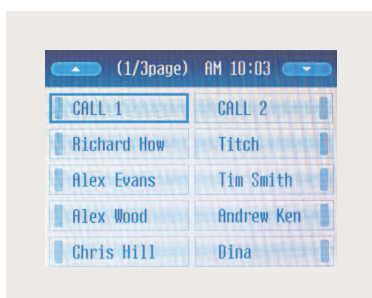 (1/3page) AM 10:03
CALL 1 CALL 2
Richard How Titch
Alex Evans Tim Smith
Alex Wood Andrew Ken
Chris Hill Dina